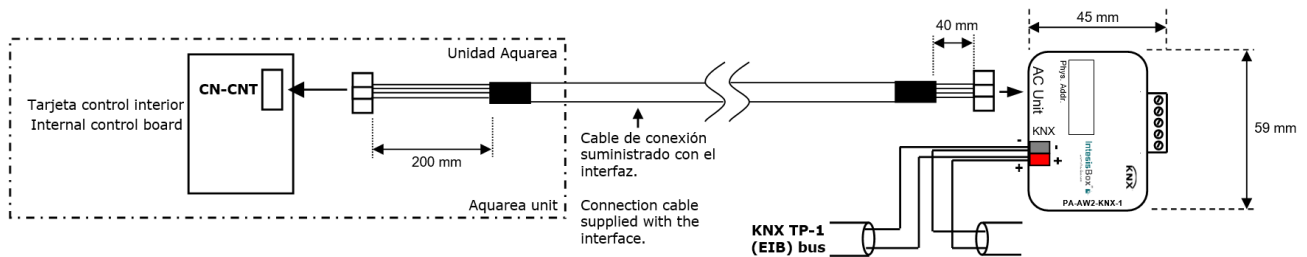 Unidad Aquarea
CN-CNT
Tarjeta control interior
Internal control board
200 mm
Aquarea unit
Cable de conexión
suministrado con el
interfaz.
Connection cable
supplied with the
interface.
40 mm
45 mm
59 mm
AC Unit
Phys. Addr.
KNX
-
-
+
+
IntesisBox
KNX
PA-AW2-KNX-1
KNX TP-1
(EIB) bus